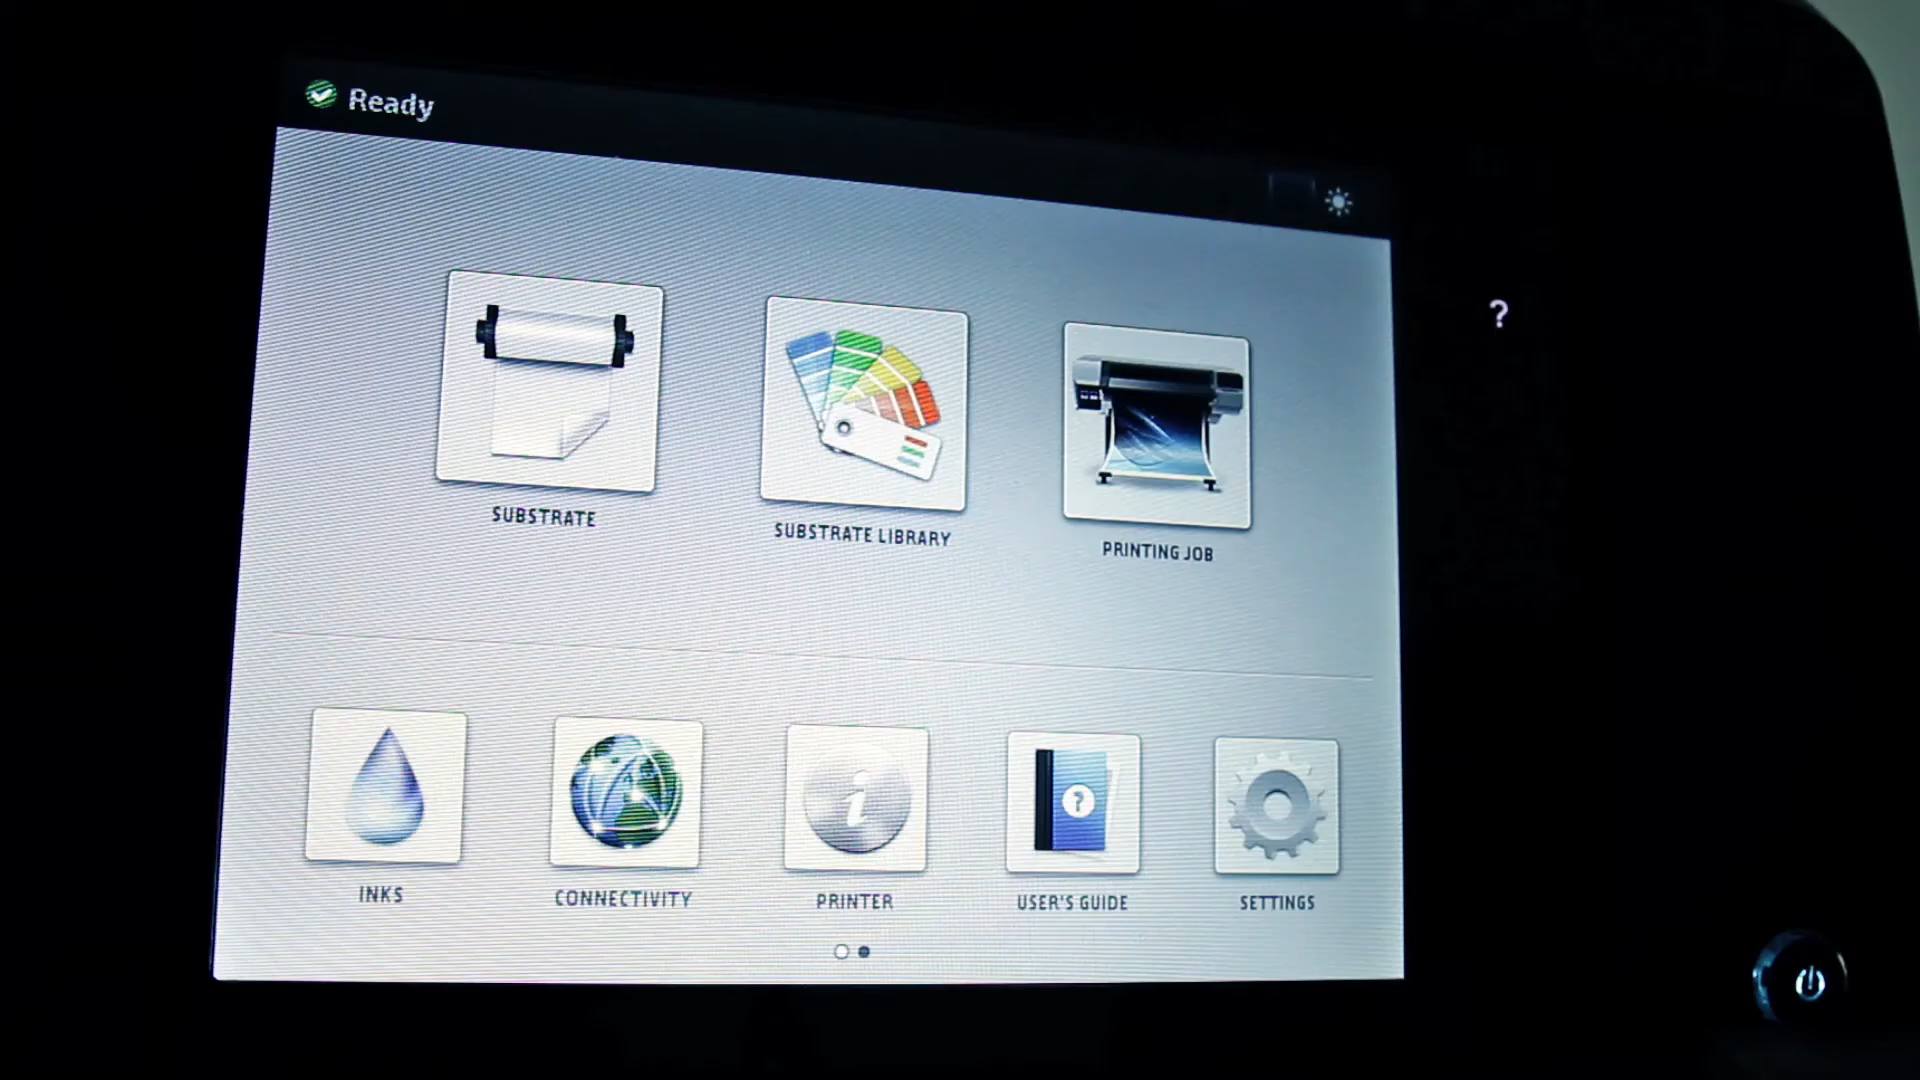 Ready
?
SUBSTRATE
SUBSTRATE LIBRARY
PRINTING JOB
i
?
INKS
CONNECTIVITY
PRINTER
USER'S GUIDE
SETTINGS